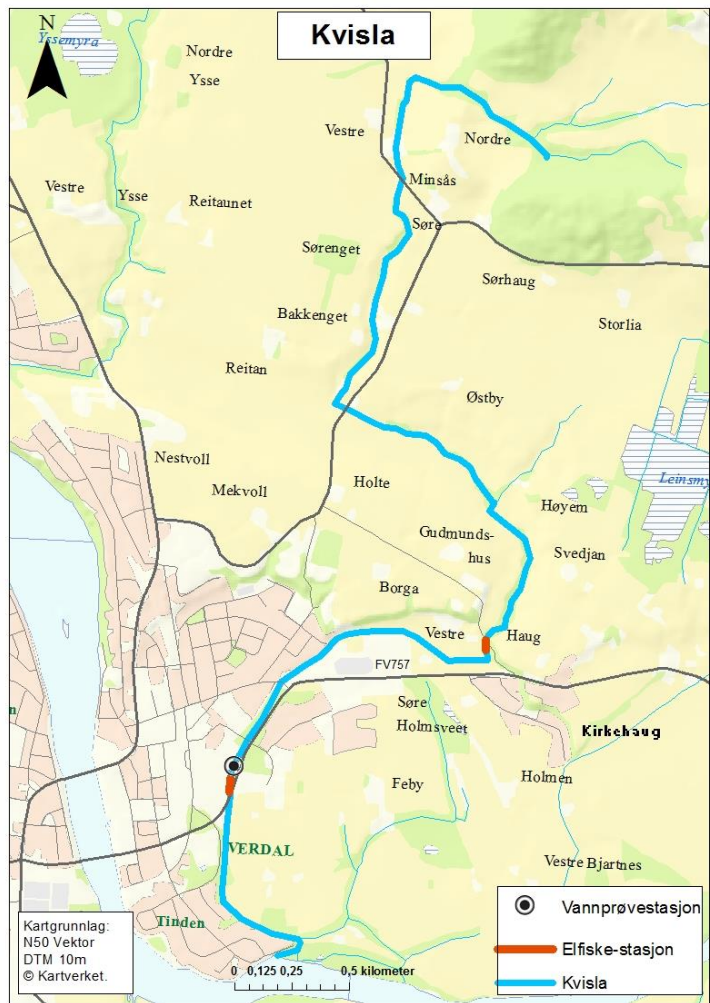 Kvisla
N
Yssemyra
Nordre
Ysse
Vestre
Nordre
Vestre
Ysse
Reitaunet
Minsås
Søre
Sørenget
Sørhaug
Bakkenget
Storlia
Reitan
Østby
Nestvoll
Mekvoll
Holte
Leinsmy
Høyem
Gudmunds-
hus
Svedjan
Borga
Vestre
Haug
FV757
Søre
Holmsveet
Kirkehaug
Feby
Holmen
VERDAL
Vestre Bjartnes
Tinden
Kartgrunnlag:
N50 Vektor
DTM 10m
© Kartverket.
0 0,125 0,25 0,5 kilometer
Vannprøvestasjon
Elfiske-stasjon
Kvisla